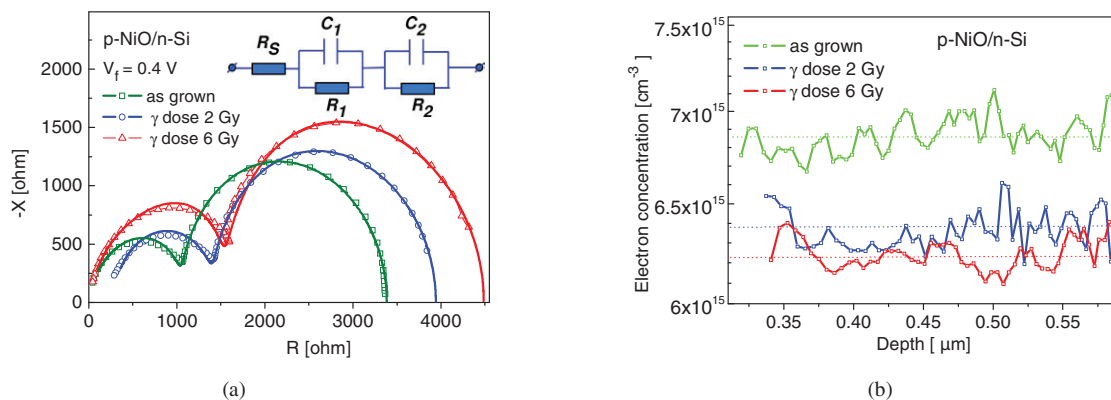 p-NiO/n-Si
V_f = 0.4 V
as grown
γ dose 2 Gy
γ dose 6 Gy
R_S
C_1
R_1
C_2
R_2
2000
1500
1000
500
0
-X [ohm]
0 1000 2000 3000 4000
R [ohm]
(a)
p-NiO/n-Si
as grown
γ dose 2 Gy
γ dose 6 Gy
7.5x10^15
7x10^15
6.5x10^15
6x10^15
Electron concentration [cm^-3]
0.35 0.40 0.45 0.50 0.55
Depth [ µm]
(b)